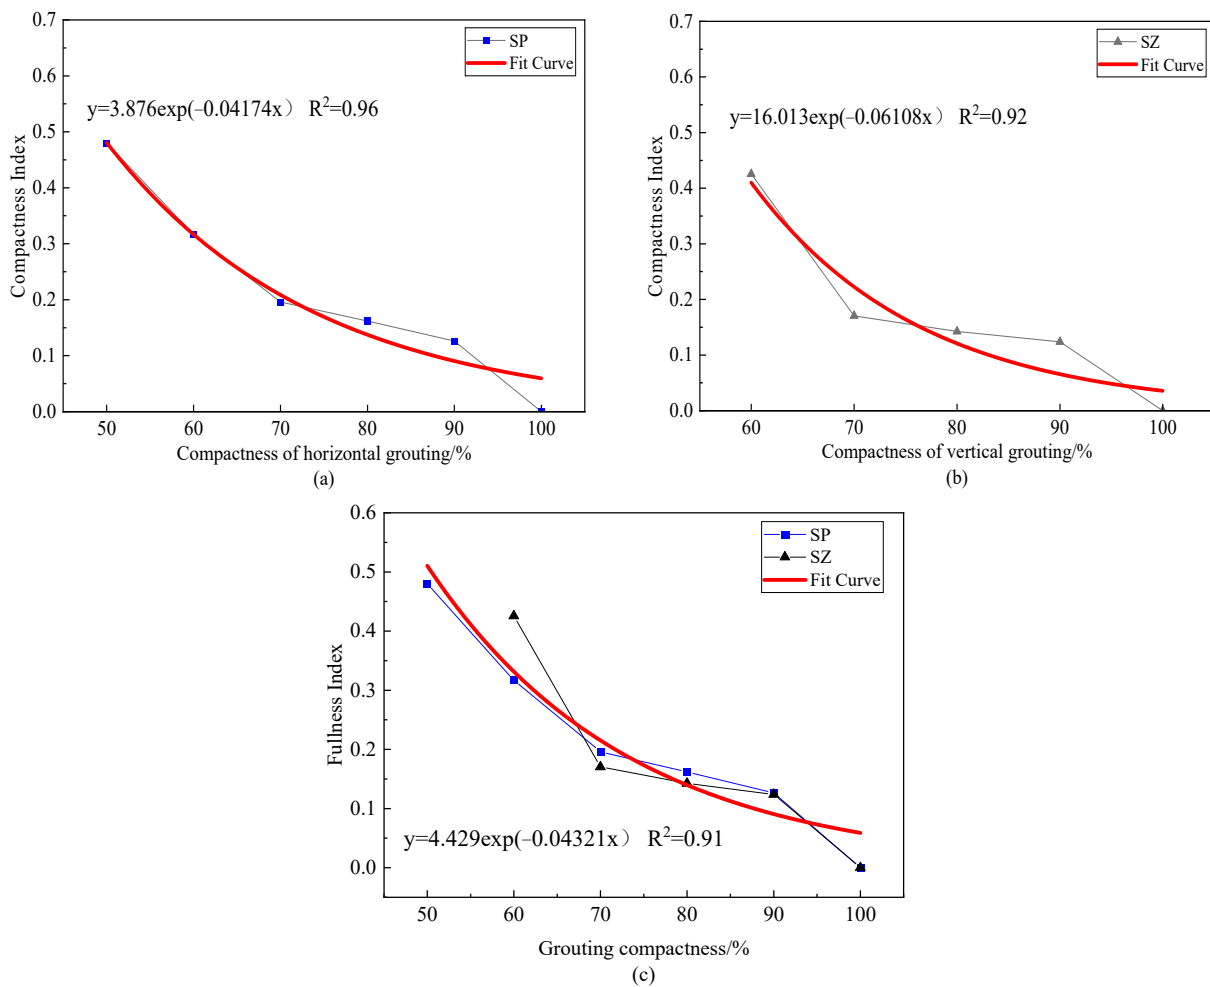 0.7
0.6
0.5
0.4
0.3
0.2
0.1
0.0
Compactness Index
SP
Fit Curve
y=3.876exp(−0.04174x） R²=0.96
50 60 70 80 90 100
Compactness of horizontal grouting/%
(a)
0.7
0.6
0.5
0.4
0.3
0.2
0.1
0.0
Compactness Index
SZ
Fit Curve
y=16.013exp(−0.06108x） R²=0.92
60 70 80 90 100
Compactness of vertical grouting/%
(b)
0.6
0.5
0.4
0.3
0.2
0.1
0.0
Fullness Index
SP
SZ
Fit Curve
y=4.429exp(−0.04321x） R²=0.91
50 60 70 80 90 100
Grouting compactness/%
(c)